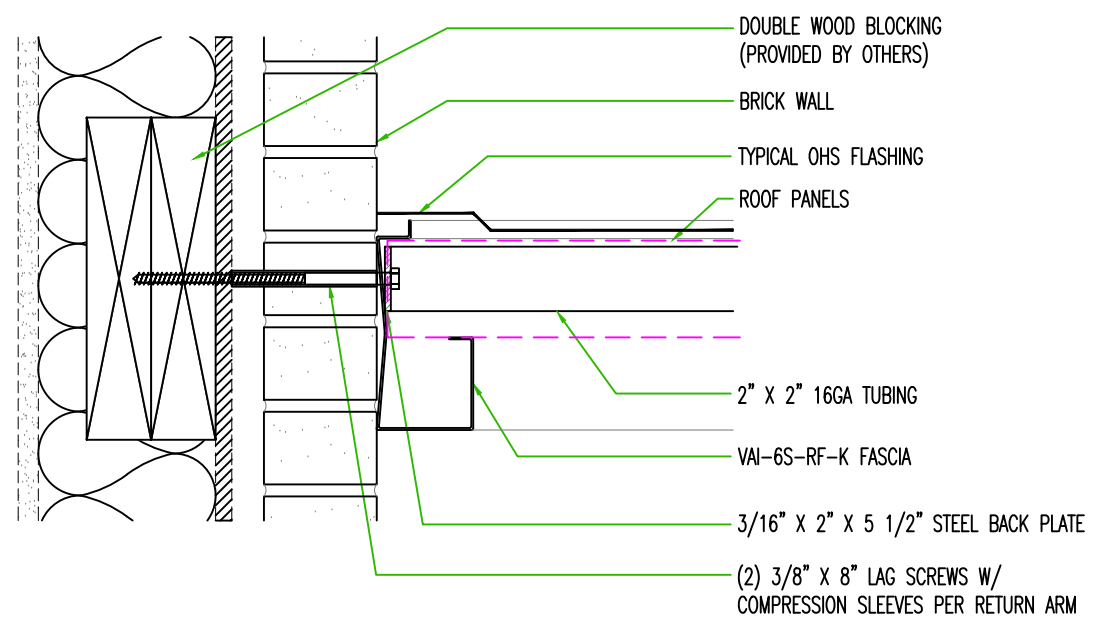 DOUBLE WOOD BLOCKING
(PROVIDED BY OTHERS)
BRICK WALL
TYPICAL OHS FLASHING
ROOF PANELS
2” X 2” 16GA TUBING
VAI-6S-RF-K FASCIA
3/16” X 2” X 5 1/2” STEEL BACK PLATE
(2) 3/8” X 8” LAG SCREWS W/
COMPRESSION SLEEVES PER RETURN ARM